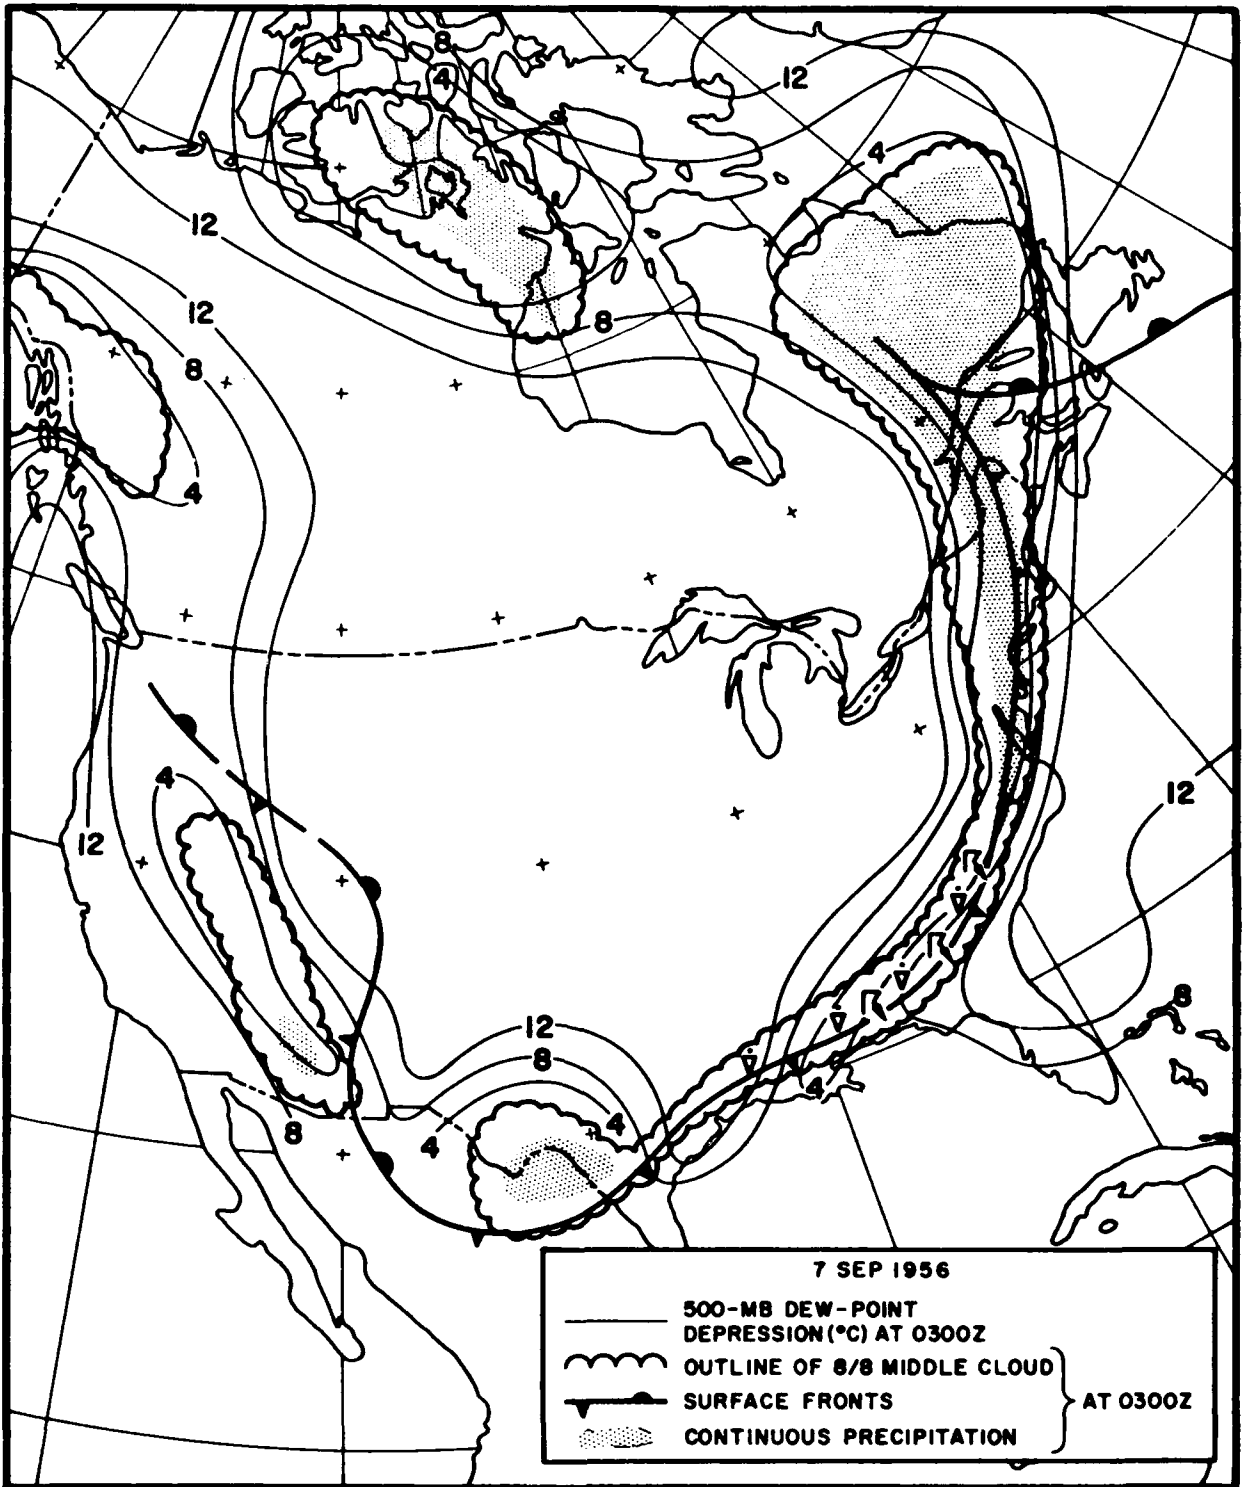 8
4
12
4
12
12
8
8
4
4
12
12
8
12
8
4
4
4
8
7 SEP 1956
500-MB DEW-POINT
DEPRESSION (°C) AT 0300Z
OUTLINE OF 8/8 MIDDLE CLOUD
SURFACE FRONTS
AT 0300Z
CONTINUOUS PRECIPITATION